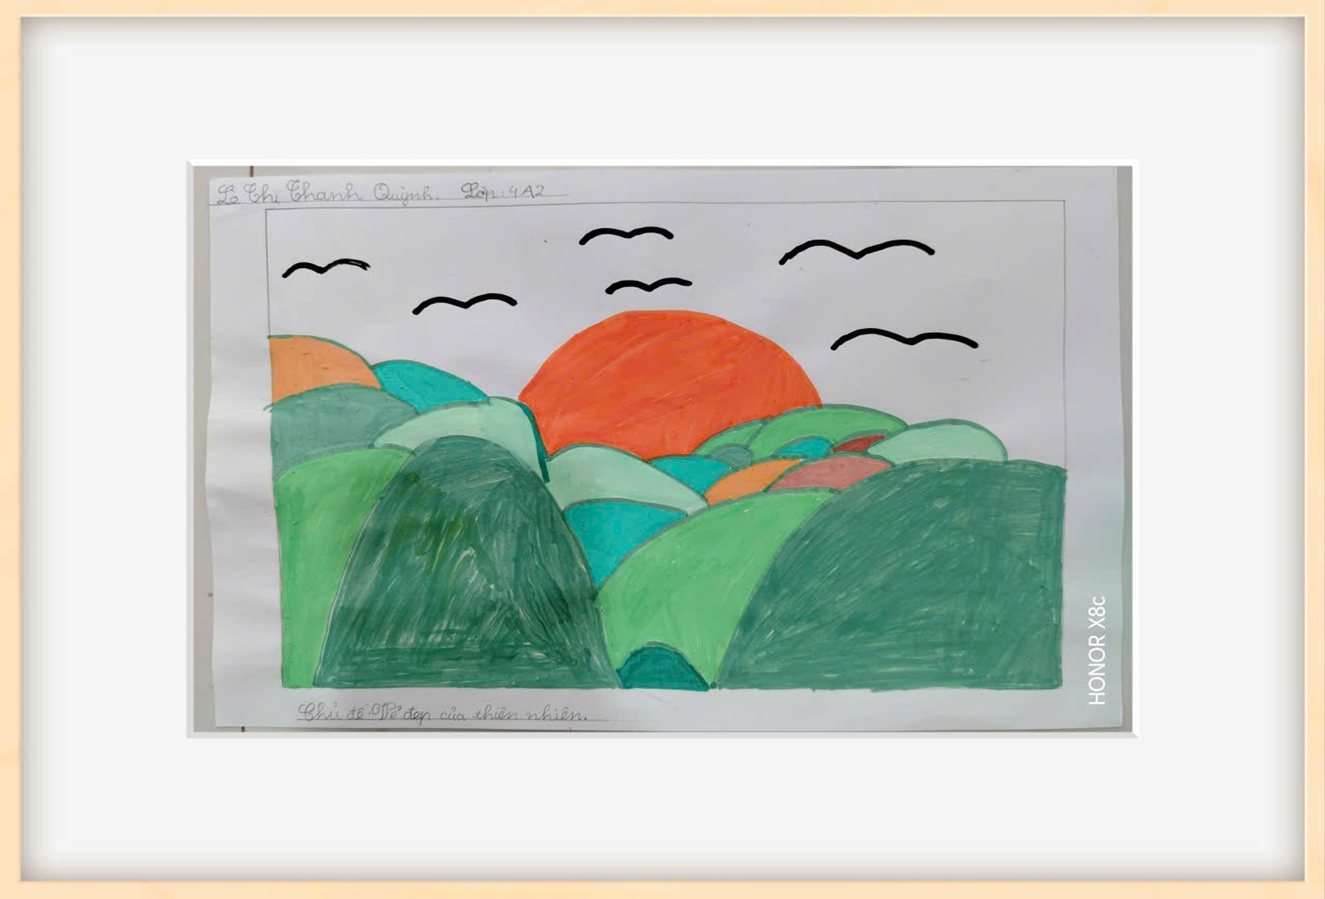 Lê Thị Thanh Quỳnh. Lớp: 4A2
Chủ đề: Vẻ đẹp của thiên nhiên.
HONOR X8c